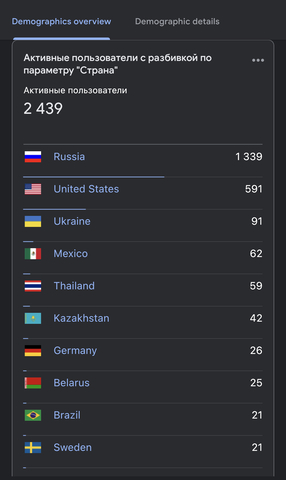 Demographics overview Demographic details
Активные пользователи с разбивкой по
параметру "Страна"
Активные пользователи
2 439
Russia 1 339
United States 591
Ukraine 91
Mexico 62
Thailand 59
Kazakhstan 42
Germany 26
Belarus 25
Brazil 21
Sweden 21